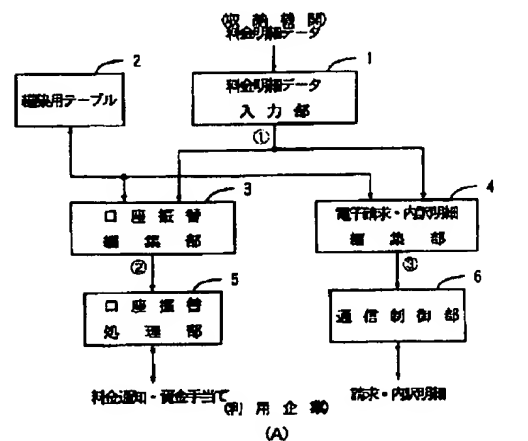 (収納機関)
料金明細データ
2
1
編集用テーブル
料金明細データ
入力部
①
3
4
口座振替
編集部
電子請求・内訳明細
編集部
②
③
5
6
口座振替
処理部
通信制御部
料金通知・資金手当て
請求・内訳明細
(利用企業)
(A)